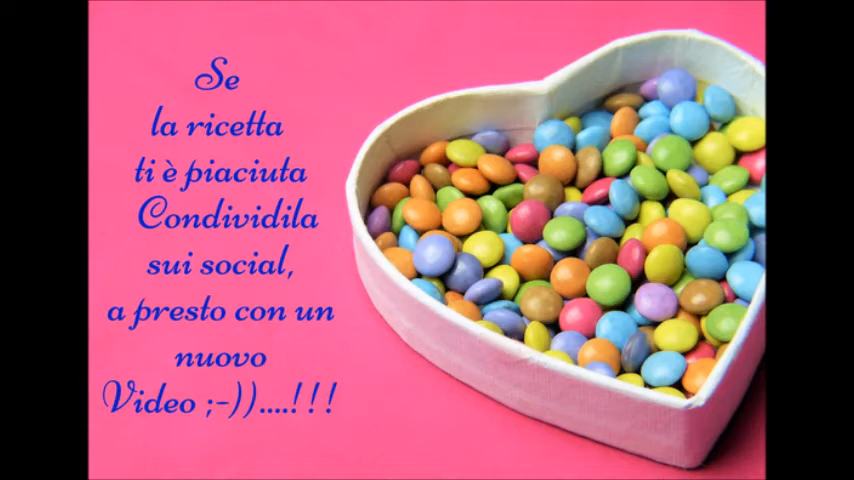 Se
la ricetta
ti è piaciuta
Condividila
sui social,
a presto con un
nuovo
Video ;-))....!!!